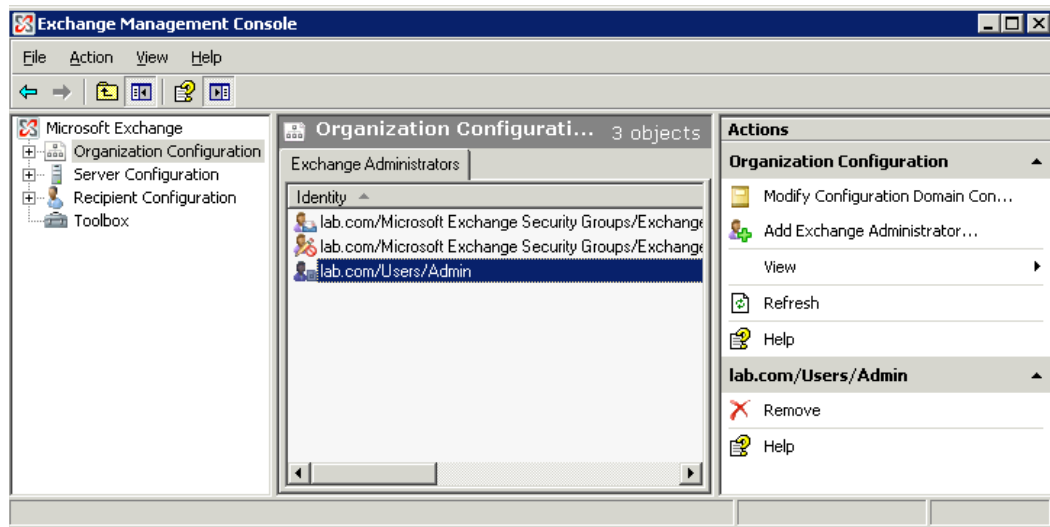 Exchange Management Console
File Action View Help
Microsoft Exchange
Organization Configuration
Server Configuration
Recipient Configuration
Toolbox
Organization Configurati... 3 objects
Exchange Administrators
Identity
lab.com/Microsoft Exchange Security Groups/Exchange
lab.com/Microsoft Exchange Security Groups/Exchange
lab.com/Users/Admin
Actions
Organization Configuration
Modify Configuration Domain Con...
Add Exchange Administrator...
View
Refresh
Help
lab.com/Users/Admin
Remove
Help